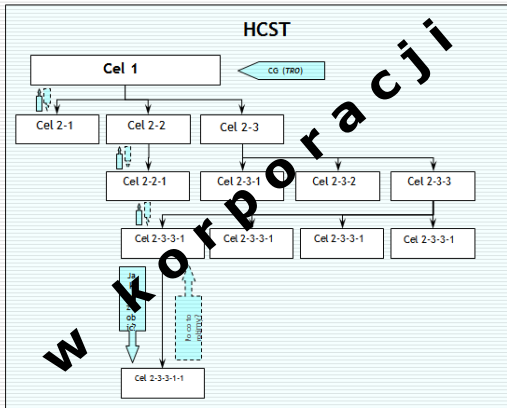 HCST
Cel 1
CG (TRO)
Cel 2-1
Cel 2-2
Cel 2-3
Cel 2-2-1
Cel 2-3-1
Cel 2-3-2
Cel 2-3-3
Cel 2-3-3-1
Cel 2-3-3-1
Cel 2-3-3-1
Cel 2-3-3-1
Po co to
Cel 2-3-3-1-1
w korporacji